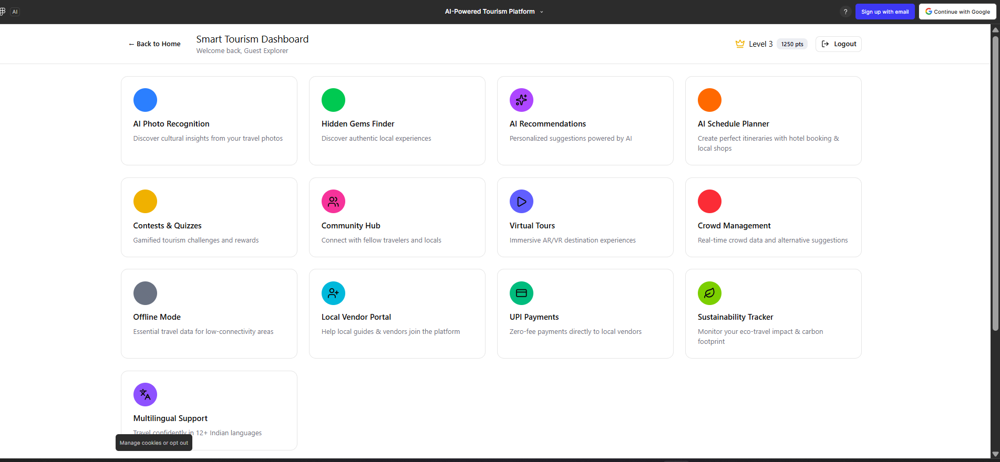 AI
AI-Powered Tourism Platform
?
Sign up with email
Continue with Google
← Back to Home
Smart Tourism Dashboard
Welcome back, Guest Explorer
Level 3
1250 pts
Logout
AI Photo Recognition
Discover cultural insights from your travel photos
Hidden Gems Finder
Discover authentic local experiences
AI Recommendations
Personalized suggestions powered by AI
AI Schedule Planner
Create perfect itineraries with hotel booking &
local shops
Contests & Quizzes
Gamified tourism challenges and rewards
Community Hub
Connect with fellow travelers and locals
Virtual Tours
Immersive AR/VR destination experiences
Crowd Management
Real-time crowd data and alternative suggestions
Offline Mode
Essential travel data for low-connectivity areas
Local Vendor Portal
Help local guides & vendors join the platform
UPI Payments
Zero-fee payments directly to local vendors
Sustainability Tracker
Monitor your eco-travel impact & carbon
footprint
Multilingual Support
Travel confidently in 12+ Indian languages
Manage cookies or opt out